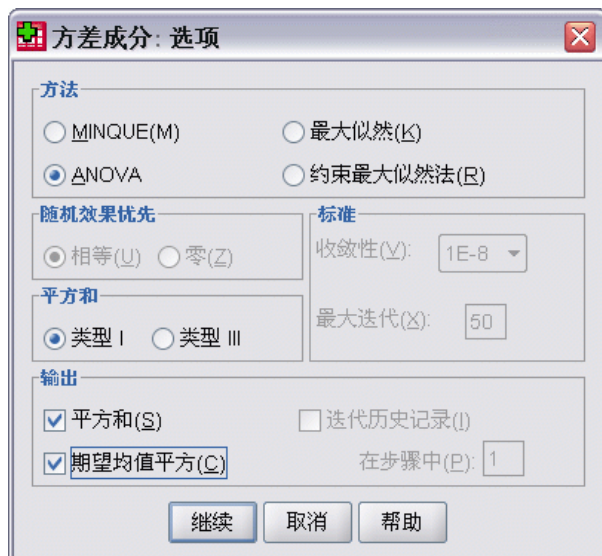 方差成分: 选项
方法
MINQUE(M)
最大似然(K)
ANOVA
约束最大似然法(R)
随机效果优先
相等(U)
零(Z)
标准
收敛性(V):
1E-8
最大迭代(X):
50
平方和
类型 I
类型 III
输出
平方和(S)
迭代历史记录(I)
期望均值平方(C)
在步骤中(P):
1
继续
取消
帮助